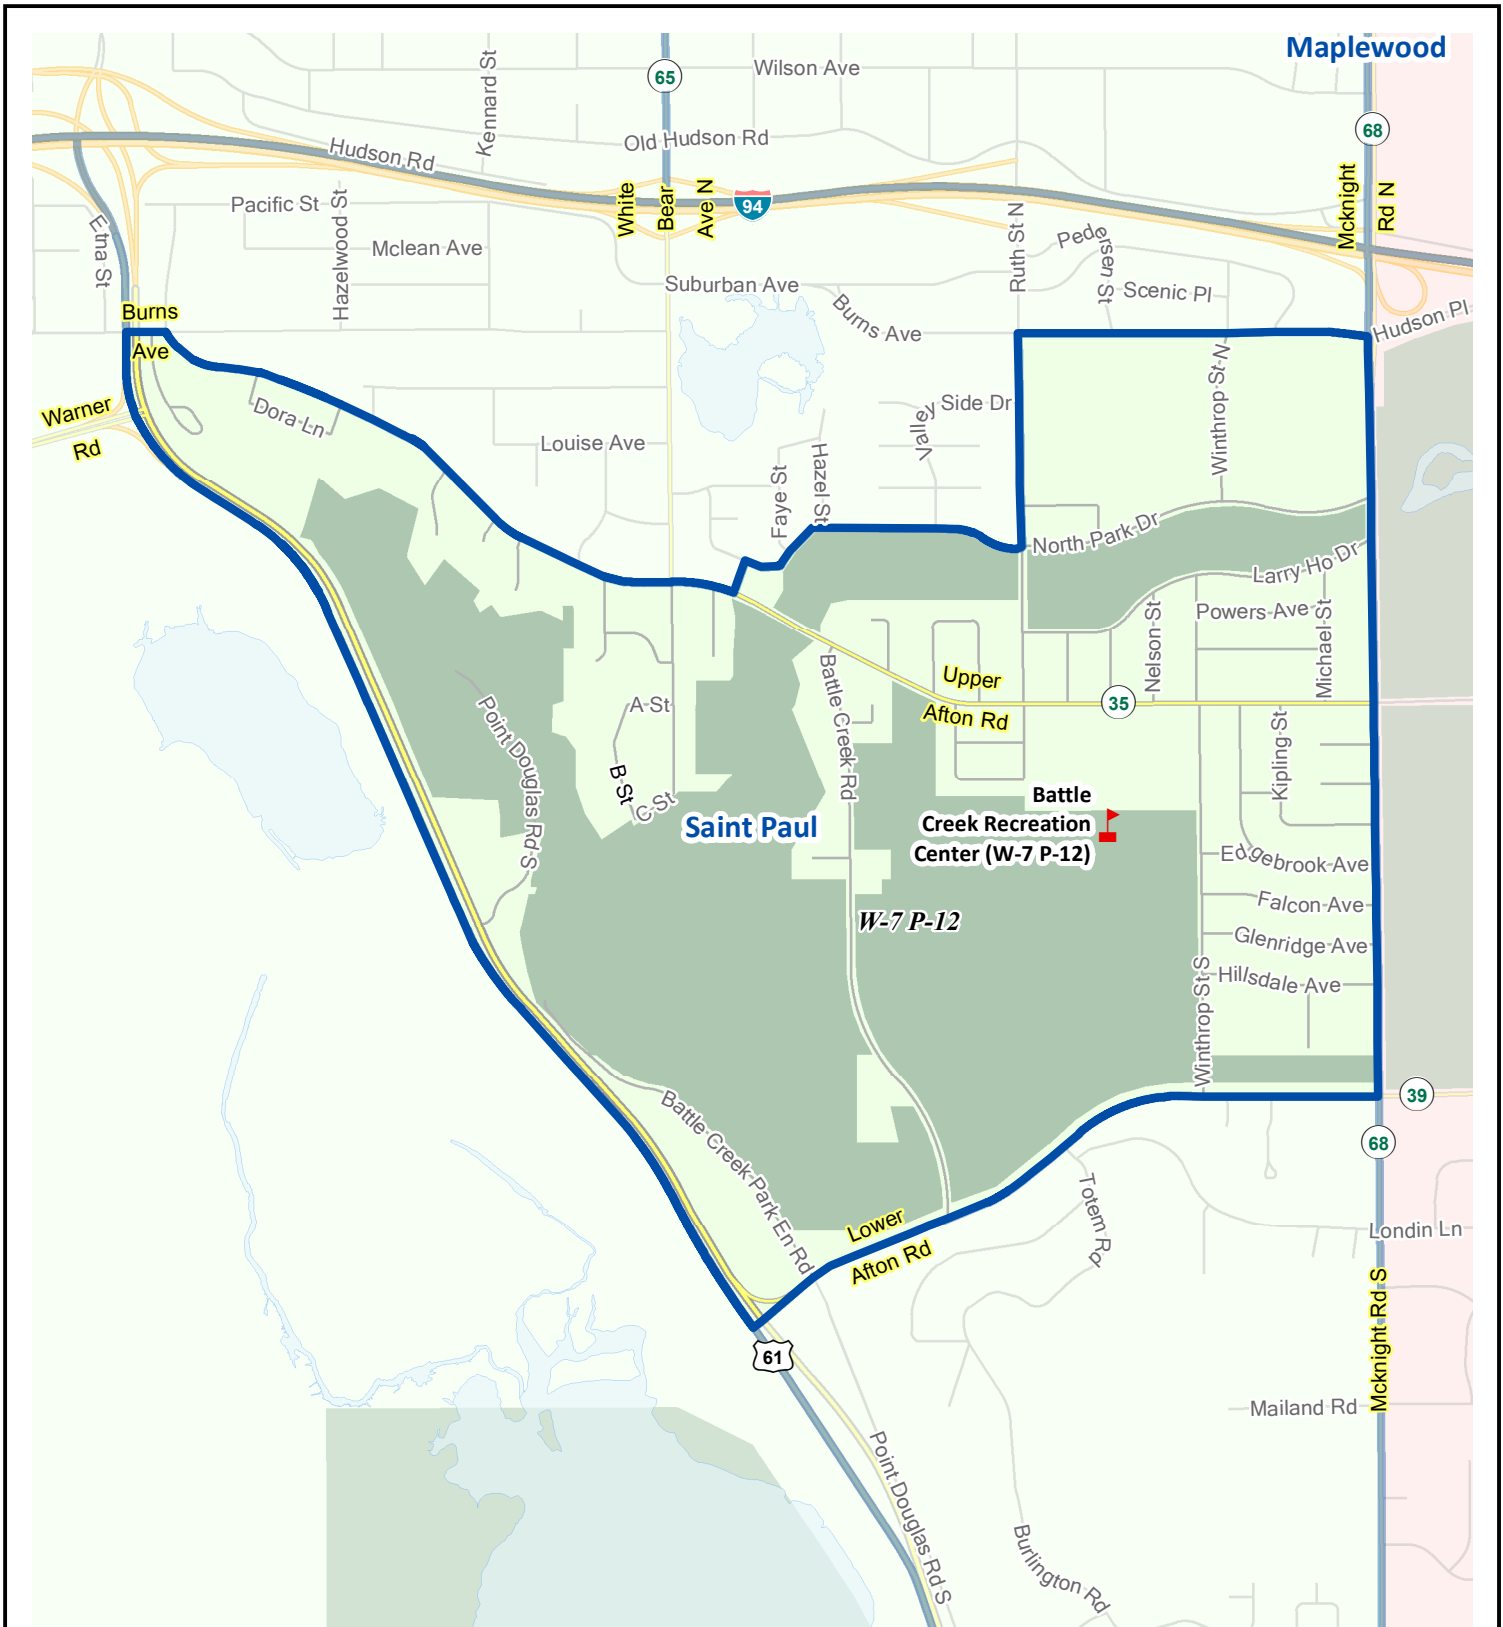 Maplewood
Wilson Ave
65
Kennard St
68
Old Hudson Rd
Hudson Rd
White
Bear
Ave N
94
Mcknight
Rd N
Pacific St
Hazelwood St
Mclean Ave
Etna St
Ruth St N
Pedersen St
Suburban Ave
Scenic Pl
Burns Ave
Hudson Pl
Burns
Ave
Warner
Rd
Dora Ln
Louise Ave
Valley Side Dr
Winthrop St N
Faye St
Hazel St
North Park Dr
Larry Ho Dr
Powers Ave
Nelson St
Michael St
Upper
Afton Rd
35
Battle Creek Rd
Point Douglas Rd S
A St
B St
C St
Kipling St
Saint Paul
Battle
Creek Recreation
Center (W-7 P-12)
Edgebrook Ave
Falcon Ave
W-7 P-12
Glenridge Ave
Hillsdale Ave
Winthrop St S
39
68
Battle Creek Park En Rd
Totem Rd
Lower
Afton Rd
Londin Ln
61
Mcknight Rd S
Mailand Rd
Point Douglas Rd S
Burlington Rd